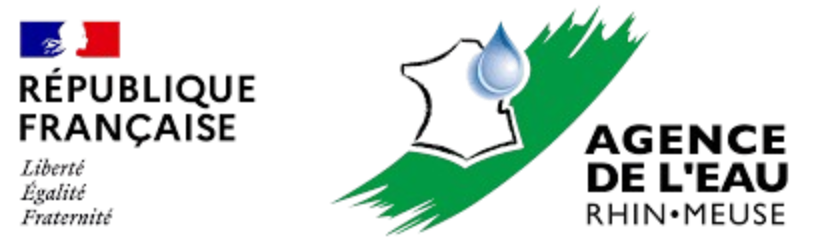 RÉPUBLIQUE
FRANÇAISE
Liberté
Égalité
Fraternité
AGENCE
DE L'EAU
RHIN•MEUSE